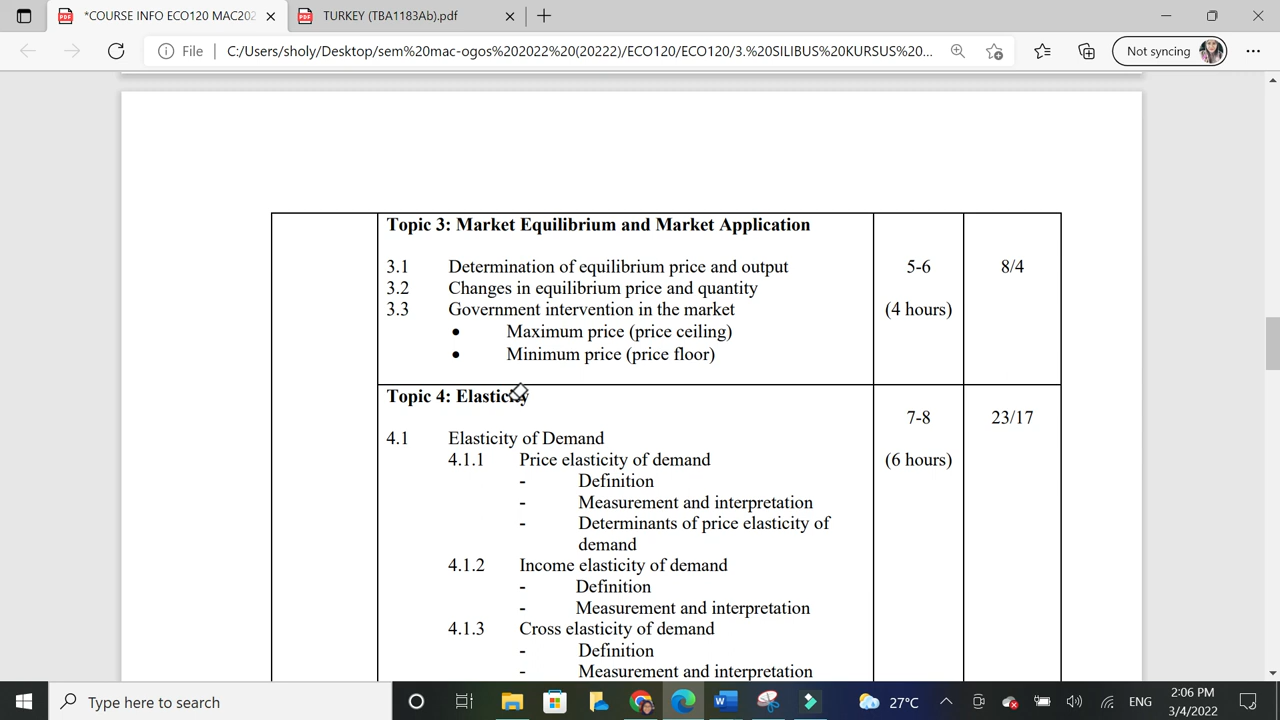 *COURSE INFO ECO120 MAC202
TURKEY (TBA1183Ab).pdf
File
C:/Users/sholy/Desktop/sem%20mac-ogos%202022%20(20222)/ECO120/ECO120/3.%20SILIBUS%20KURSUS%20...
Not syncing
Topic 3: Market Equilibrium and Market Application
3.1 Determination of equilibrium price and output 5-6 8/4
3.2 Changes in equilibrium price and quantity
3.3 Government intervention in the market (4 hours)
• Maximum price (price ceiling)
• Minimum price (price floor)
Topic 4: Elasticity
7-8 23/17
4.1 Elasticity of Demand
4.1.1 Price elasticity of demand (6 hours)
- Definition
- Measurement and interpretation
- Determinants of price elasticity of
demand
4.1.2 Income elasticity of demand
- Definition
- Measurement and interpretation
4.1.3 Cross elasticity of demand
- Definition
- Measurement and interpretation
Type here to search
27°C
ENG
2:06 PM
3/4/2022